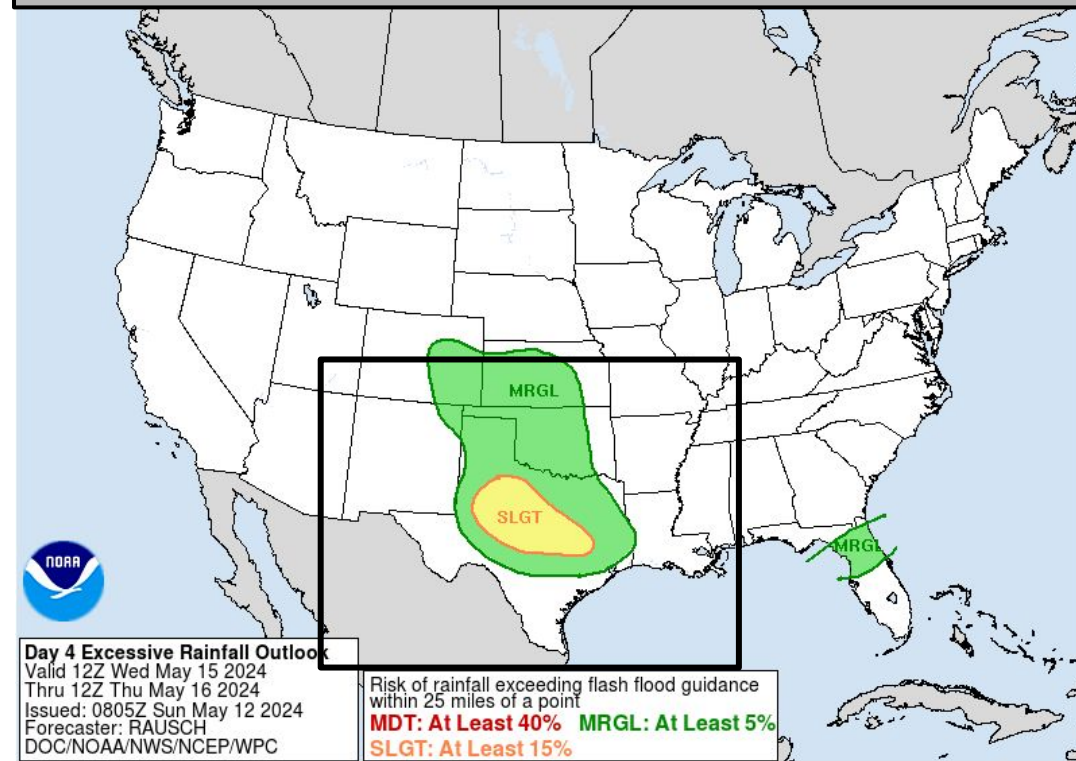 MRGL
SLGT
MRGL
NOAA
Day 4 Excessive Rainfall Outlook
Valid 12Z Wed May 15 2024
Thru 12Z Thu May 16 2024
Issued: 0805Z Sun May 12 2024
Forecaster: RAUSCH
DOC/NOAA/NWS/NCEP/WPC
Risk of rainfall exceeding flash flood guidance
within 25 miles of a point
MDT: At Least 40% MRGL: At Least 5%
SLGT: At Least 15%